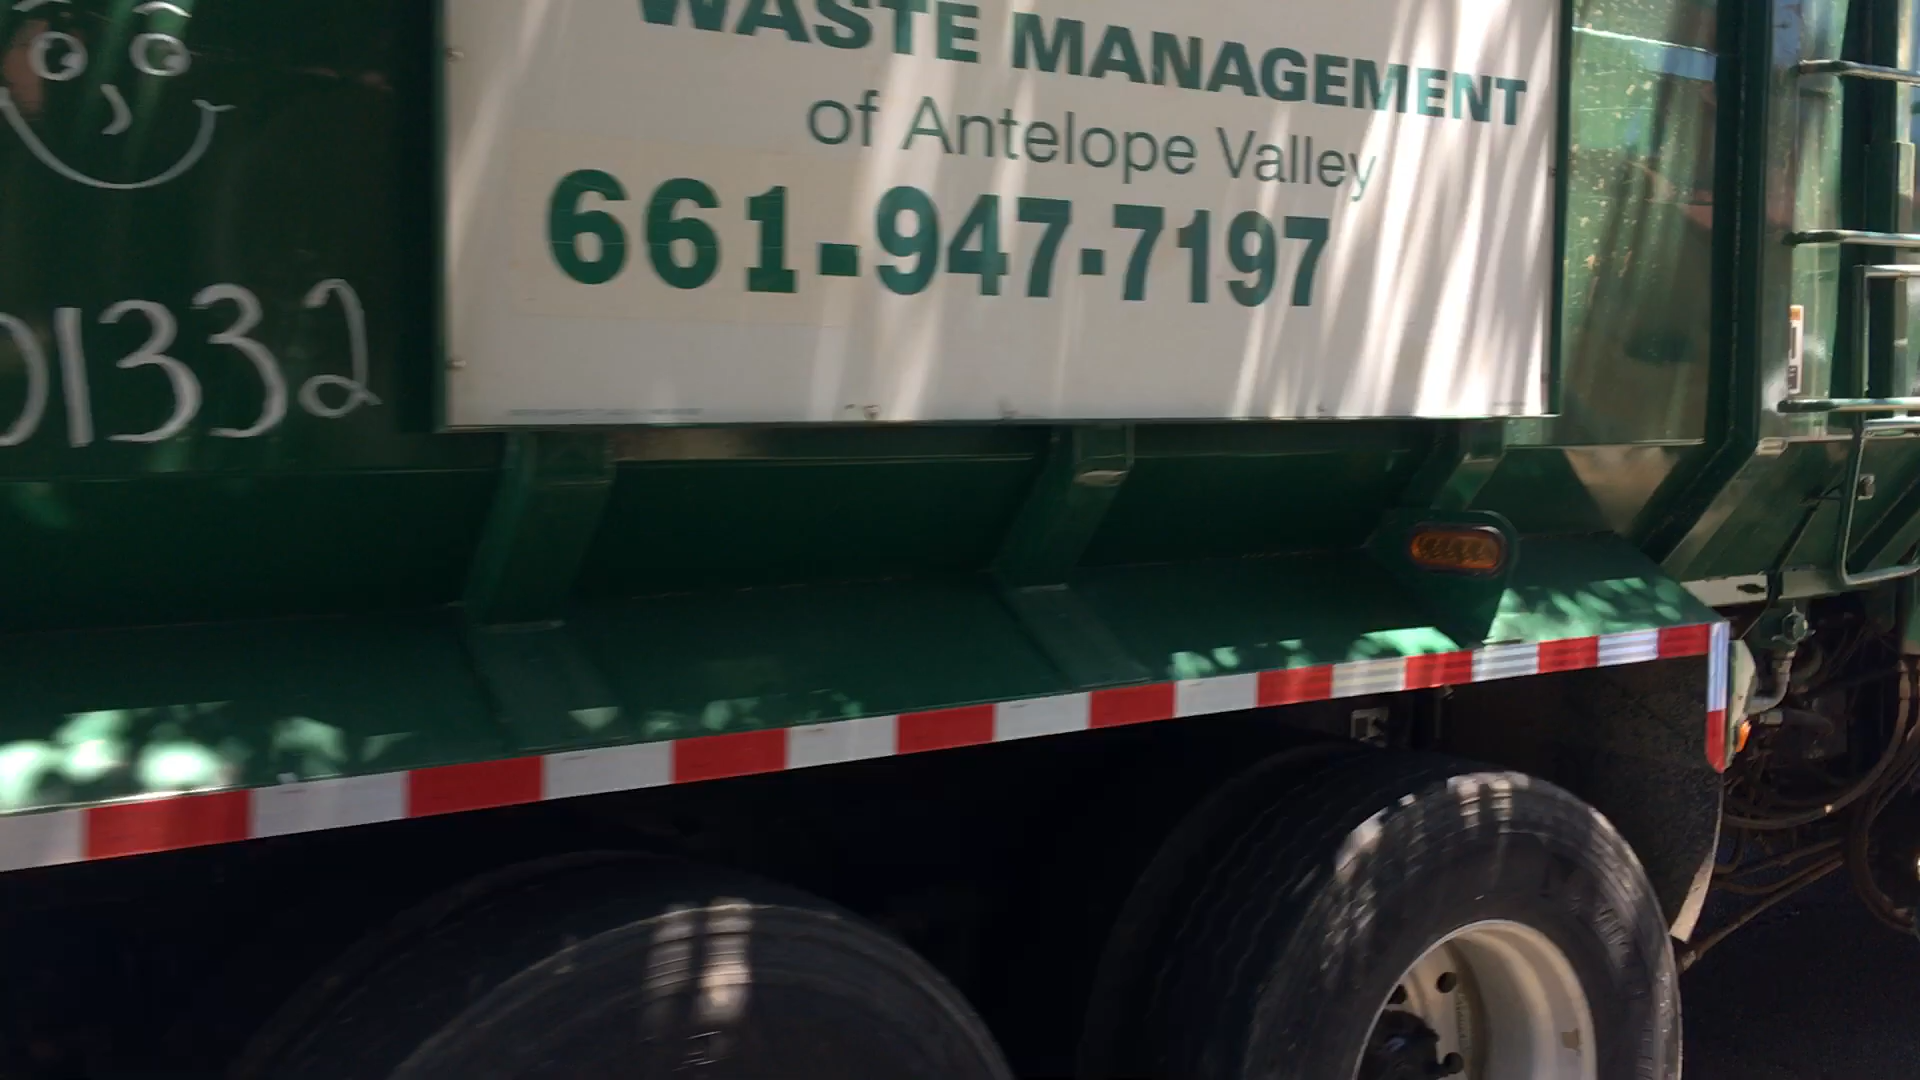 WASTE MANAGEMENT
of Antelope Valley
661-947-7197
01332